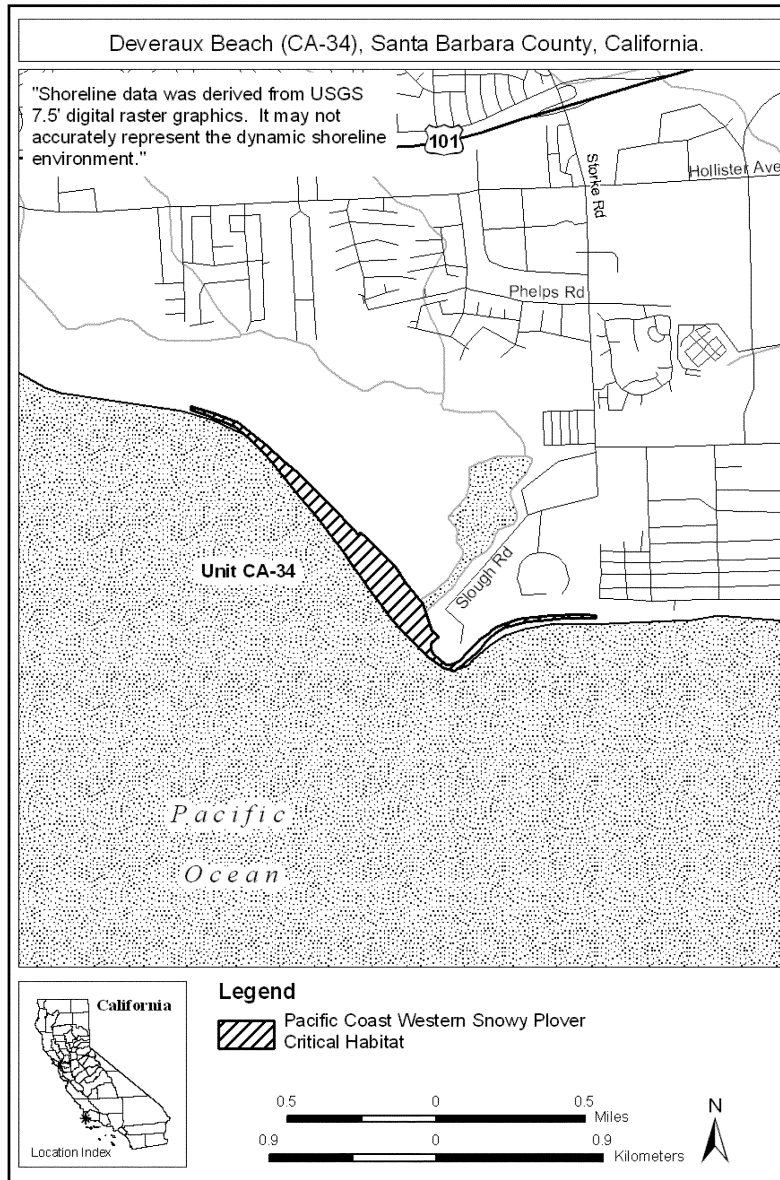 Deveraux Beach (CA-34), Santa Barbara County, California.
"Shoreline data was derived from USGS
7.5' digital raster graphics. It may not
accurately represent the dynamic shoreline
environment."
101
Storke Rd
Hollister Ave
Phelps Rd
Unit CA-34
Slough Rd
Pacific
Ocean
California
Location Index
Legend
Pacific Coast Western Snowy Plover
Critical Habitat
0.5 0 0.5
Miles
0.9 0 0.9
Kilometers
N